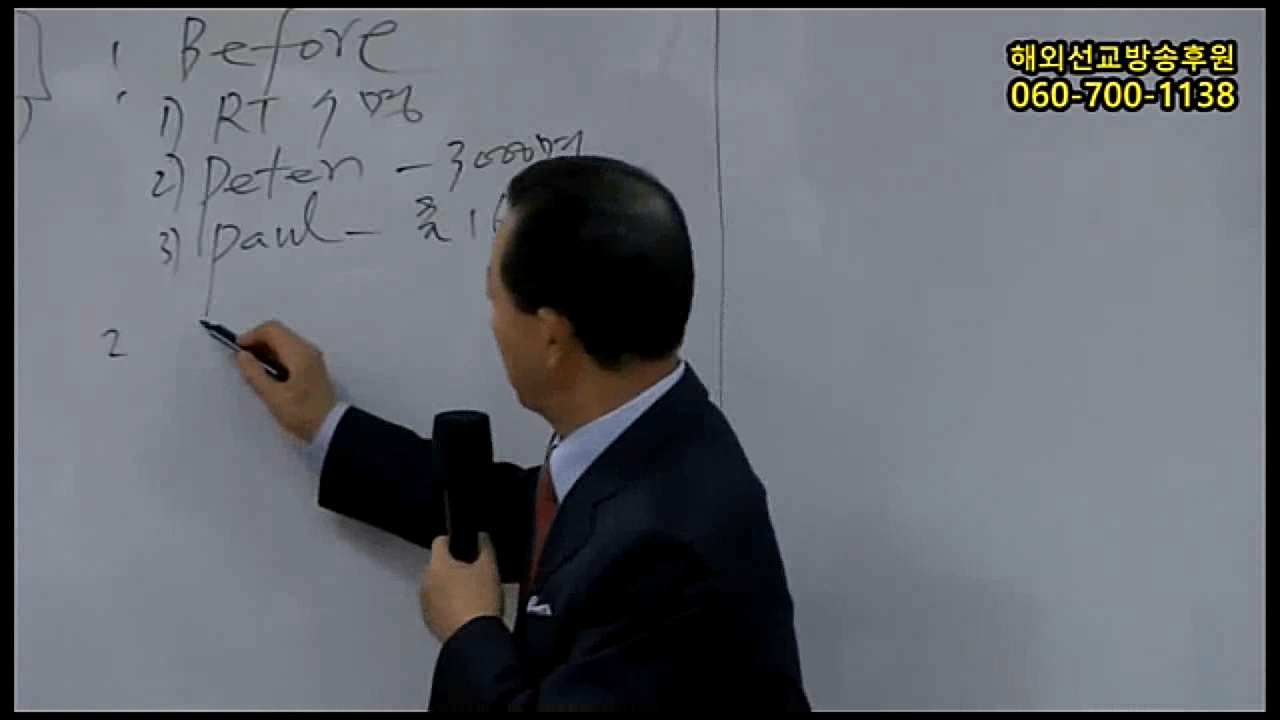 Before
1) RT 7명
2) Peter - 3000명
3) Paul -
2
해외선교방송후원
060-700-1138